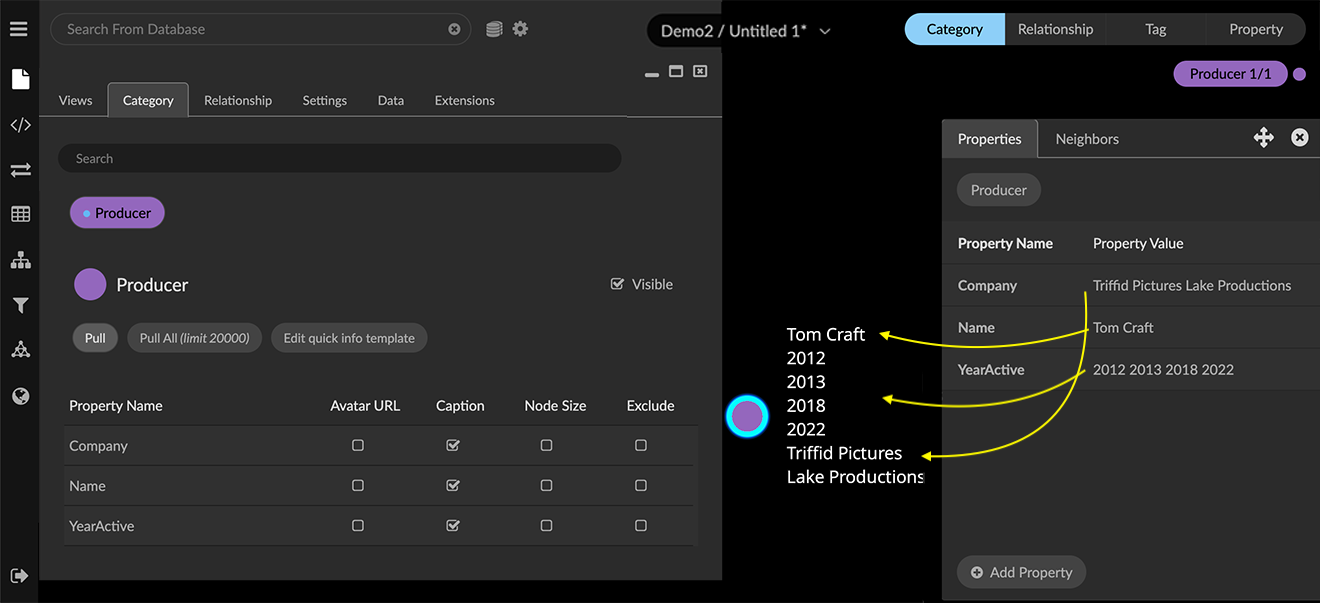 Search From Database
Demo2 / Untitled 1*
Category Relationship Tag Property
Producer 1/1
Views Category Relationship Settings Data Extensions
Search
Producer
Producer
Visible
Pull Pull All (limit 20000) Edit quick info template
Property Name Avatar URL Caption Node Size Exclude
Company
Name
YearActive
Tom Craft
2012
2013
2018
2022
Triffid Pictures
Lake Productions
Properties Neighbors
Producer
Property Name Property Value
Company Triffid Pictures Lake Productions
Name Tom Craft
YearActive 2012 2013 2018 2022
Add Property